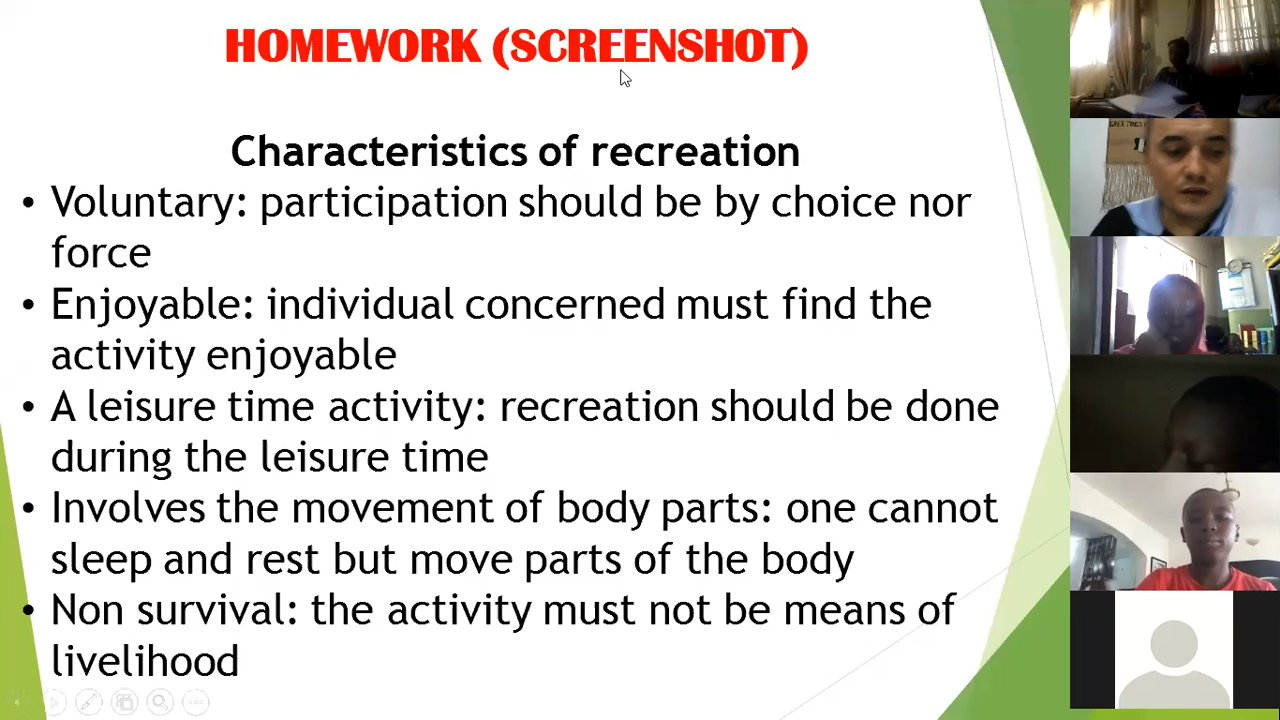 HOMEWORK (SCREENSHOT)
Characteristics of recreation
• Voluntary: participation should be by choice nor
force
• Enjoyable: individual concerned must find the
activity enjoyable
• A leisure time activity: recreation should be done
during the leisure time
• Involves the movement of body parts: one cannot
sleep and rest but move parts of the body
• Non survival: the activity must not be means of
livelihood